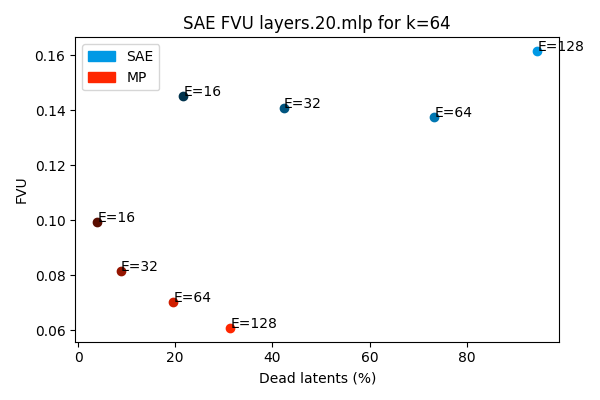 SAE FVU layers.20.mlp for k=64
SAE
MP
E=128
E=16
E=32
E=64
E=16
E=32
E=64
E=128
0.16
0.14
0.12
0.10
0.08
0.06
FVU
0
20
40
60
80
Dead latents (%)